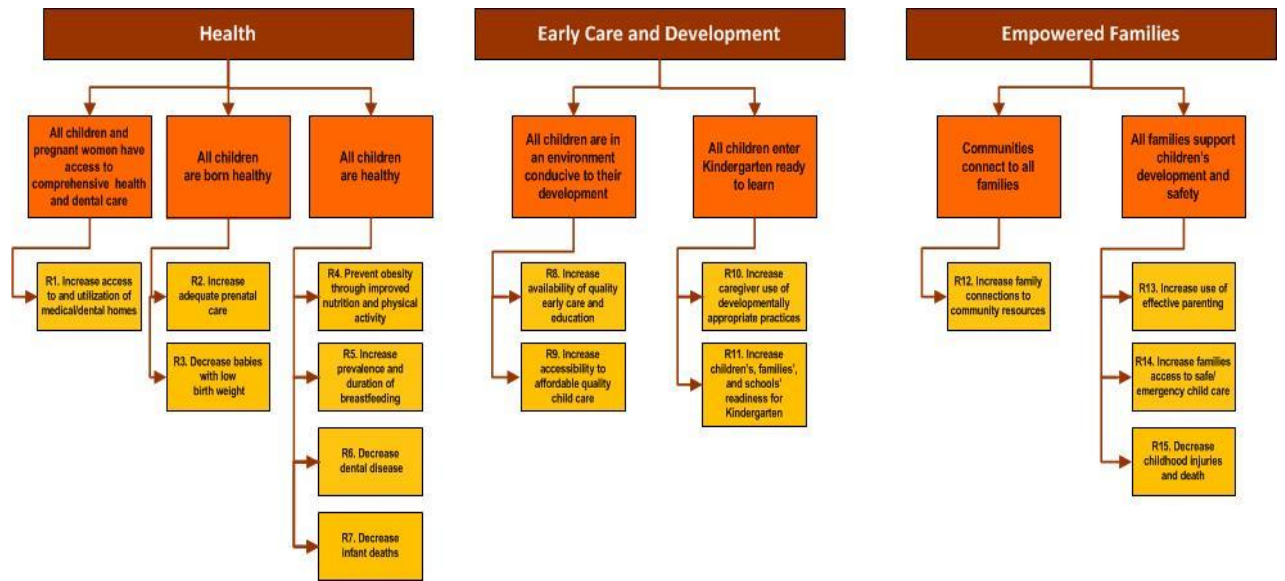 Health
All children and
pregnant women have
access to
comprehensive health
and dental care
R1. Increase access
to and utilization of
medical/dental homes
All children
are born healthy
R2. Increase
adequate prenatal
care
R3. Decrease babies
with low
birth weight
All children
are healthy
R4. Prevent obesity
through improved
nutrition and physical
activity
R5. Increase
prevalence and
duration of
breastfeeding
R6. Decrease
dental disease
R7. Decrease
infant deaths
Early Care and Development
All children are in
an environment
conducive to their
development
R8. Increase
availability of quality
early care and
education
R9. Increase
accessibility to
affordable quality
child care
All children enter
Kindergarten ready
to learn
R10. Increase
caregiver use of
developmentally
appropriate practices
R11. Increase
children's, families',
and schools'
readiness for
Kindergarten
Empowered Families
Communities
connect to all
families
R12. Increase family
connections to
community resources
All families support
children's
development and
safety
R13. Increase use of
effective parenting
R14. Increase families
access to safe/
emergency child care
R15. Decrease
childhood injuries
and death